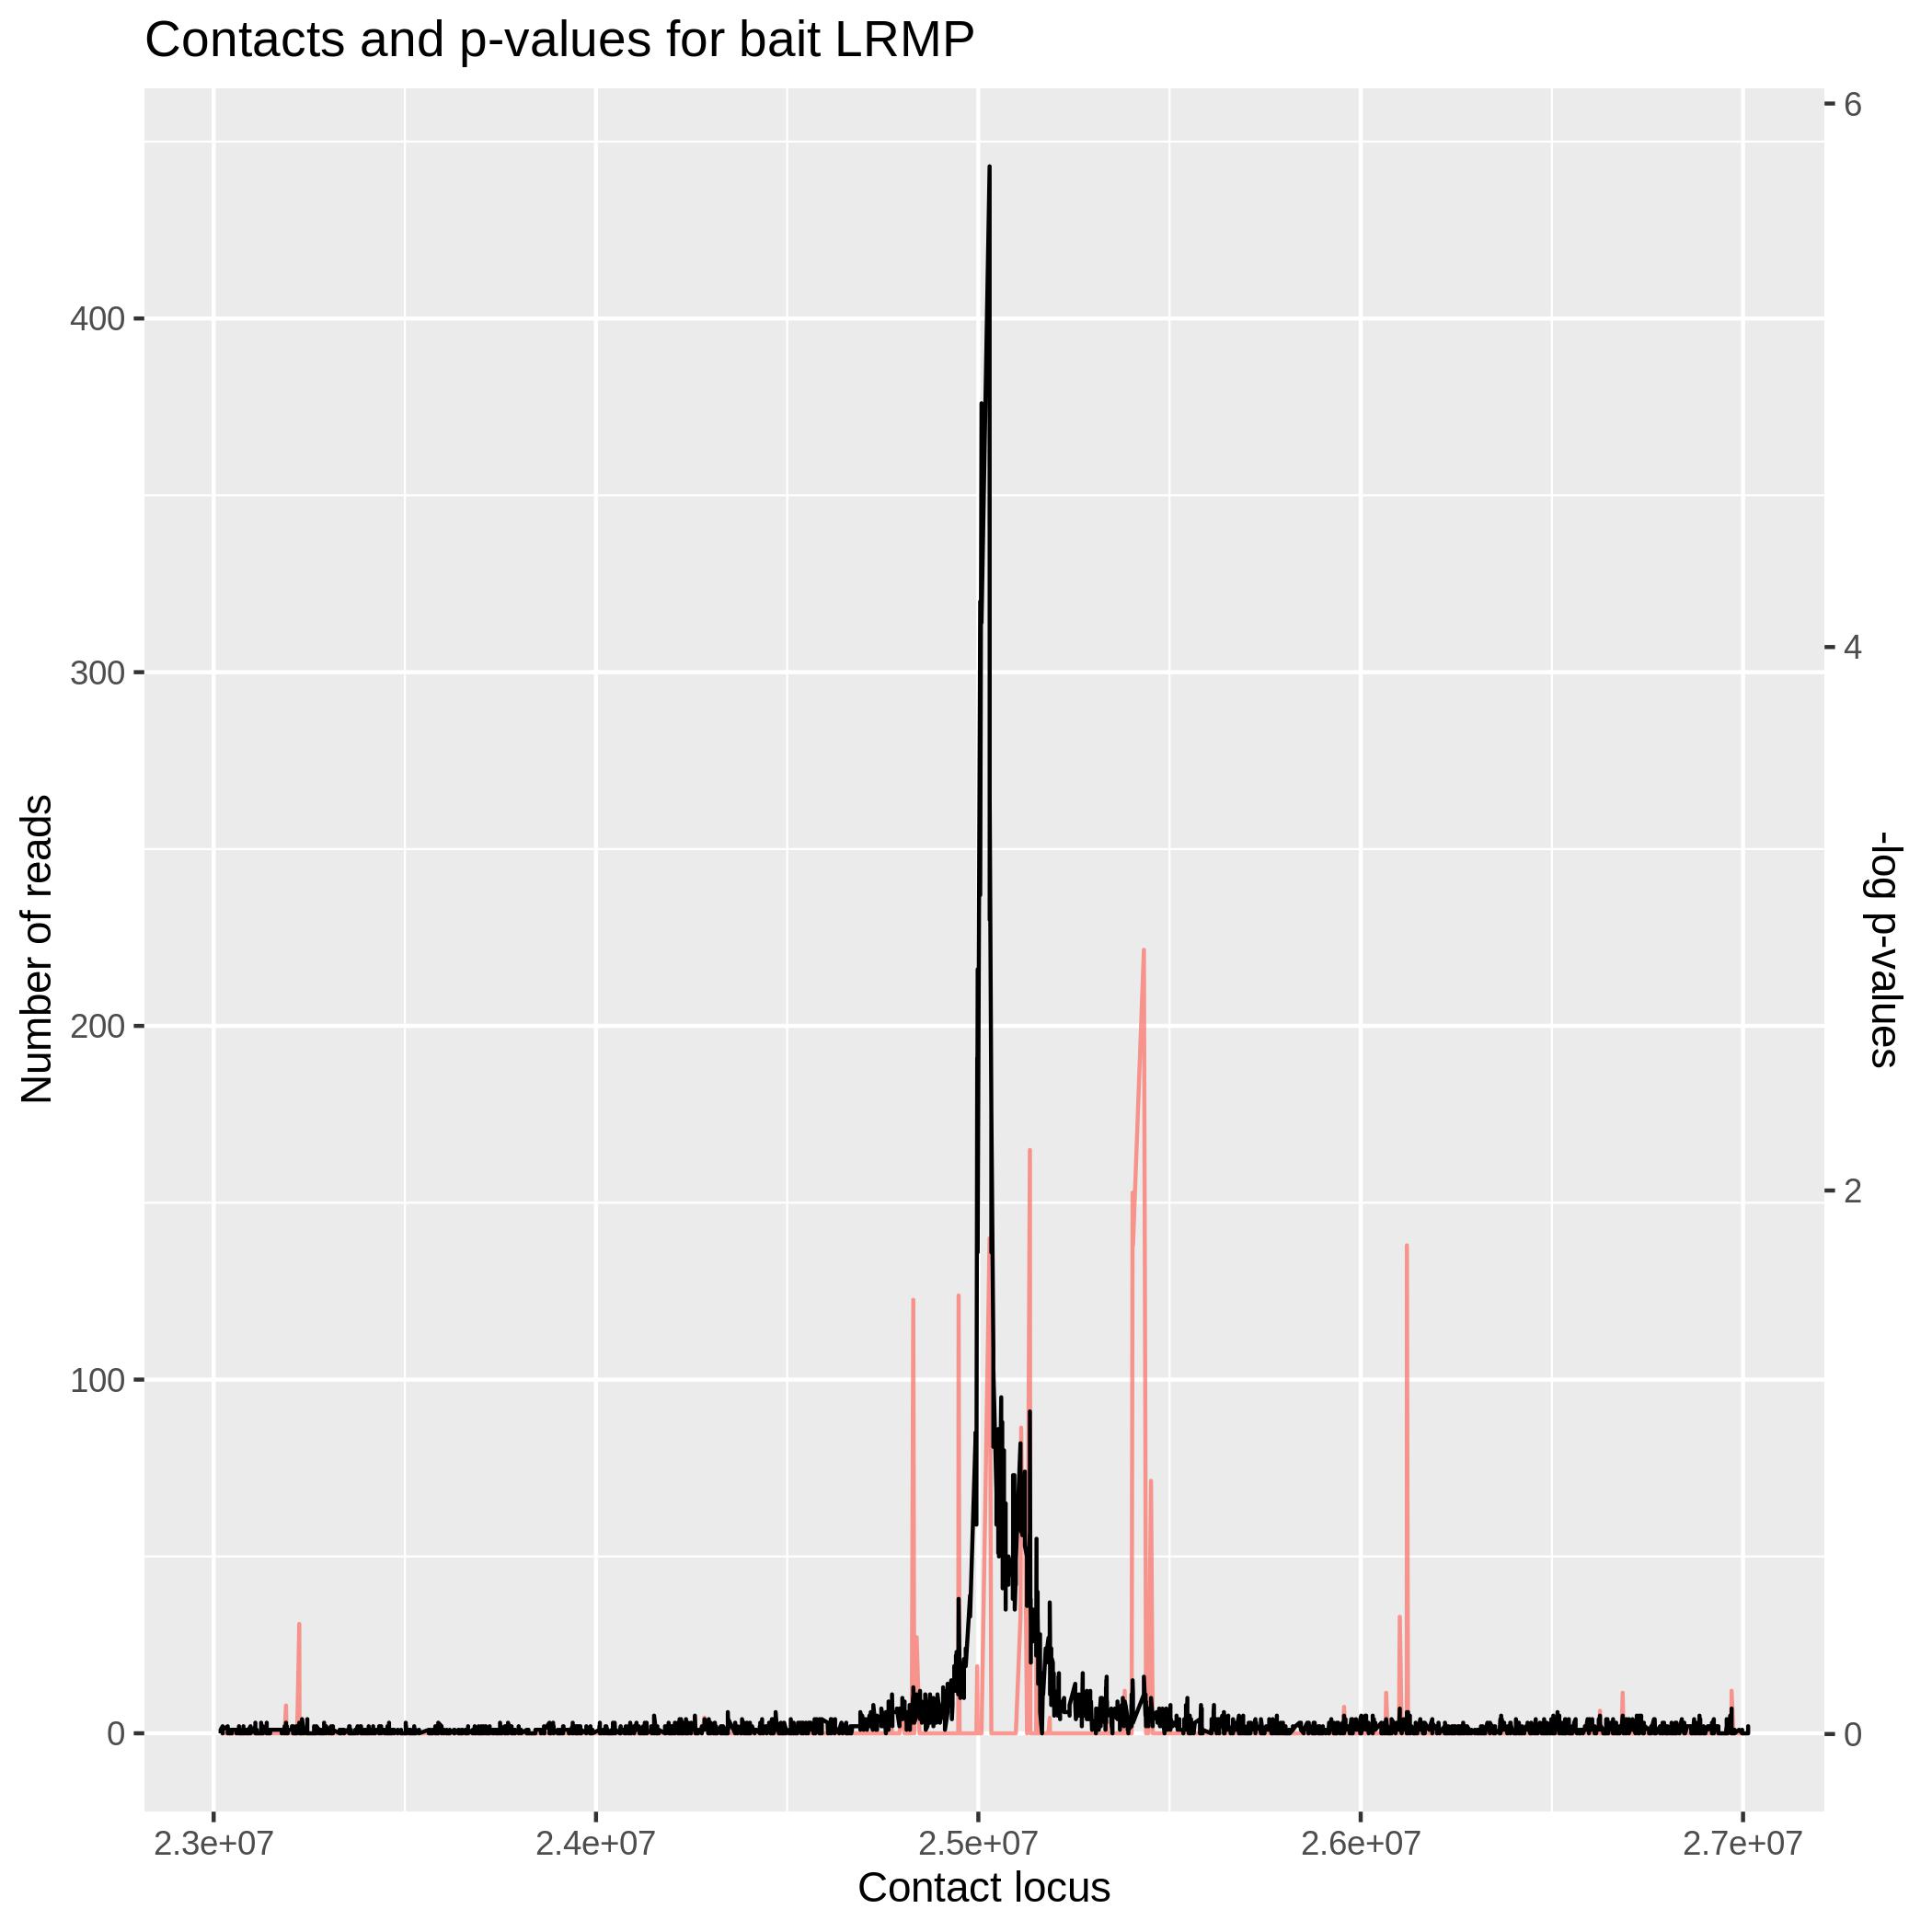 Contacts and p-values for bait LRMP
Number of reads
400
300
200
100
0
6
4
2
0
-log p-values
2.3e+07
2.4e+07
2.5e+07
2.6e+07
2.7e+07
Contact locus